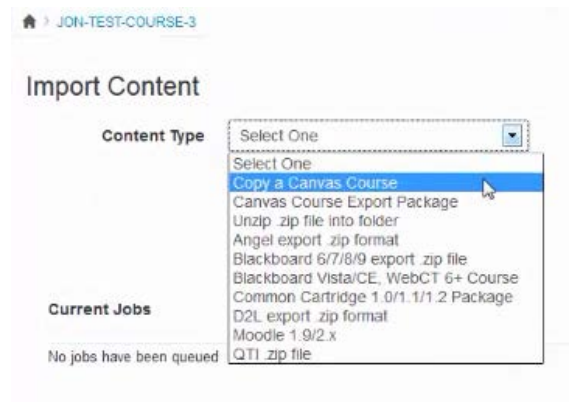 > JON-TEST-COURSE-3
Import Content
Content Type Select One
Select One
Copy a Canvas Course
Canvas Course Export Package
Unzip .zip file into folder
Angel export .zip format
Blackboard 6/7/8/9 export .zip file
Blackboard Vista/CE, WebCT 6+ Course
Common Cartridge 1.0/1.1/1.2 Package
D2L export .zip format
Moodle 1.9/2.x
QTI .zip file
Current Jobs
No jobs have been queued